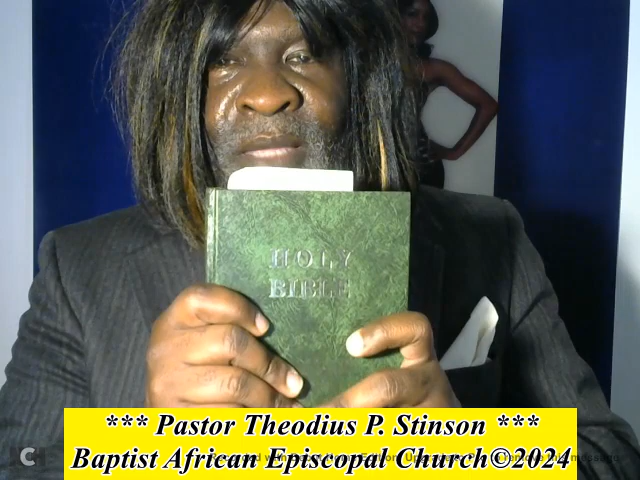 HOLY
BIBLE
*** Pastor Theodius P. Stinson ***
Baptist African Episcopal Church©2024